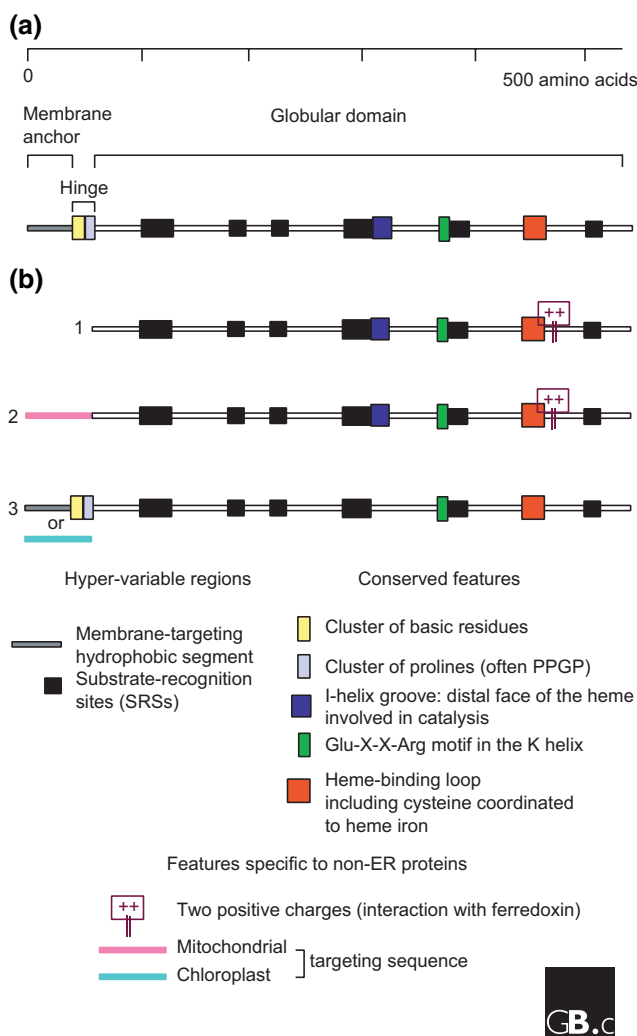 (a)
0
500 amino acids
Membrane
anchor
Globular domain
Hinge
(b)
1
++
2
++
3
or
Hyper-variable regions
Conserved features
Membrane-targeting
hydrophobic segment
Substrate-recognition
sites (SRSs)
Cluster of basic residues
Cluster of prolines (often PPGP)
I-helix groove: distal face of the heme
involved in catalysis
Glu-X-X-Arg motif in the K helix
Heme-binding loop
including cysteine coordinated
to heme iron
Features specific to non-ER proteins
++
Two positive charges (interaction with ferredoxin)
Mitochondrial
Chloroplast
targeting sequence
GB.c